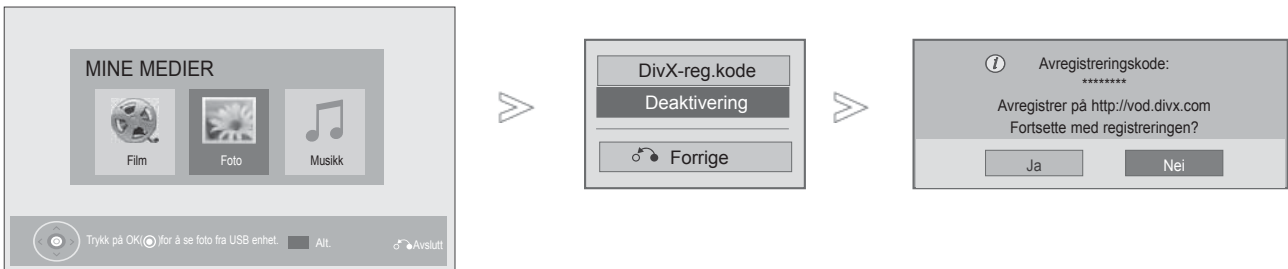 MINE MEDIER
Film
Foto
Musikk
Trykk på OK(◉)for å se foto fra USB enhet.
Alt.
Avslutt
DivX-reg.kode
Deaktivering
Forrige
Avregistreringskode:
********
Avregistrer på http://vod.divx.com
Fortsette med registreringen?
Ja
Nei